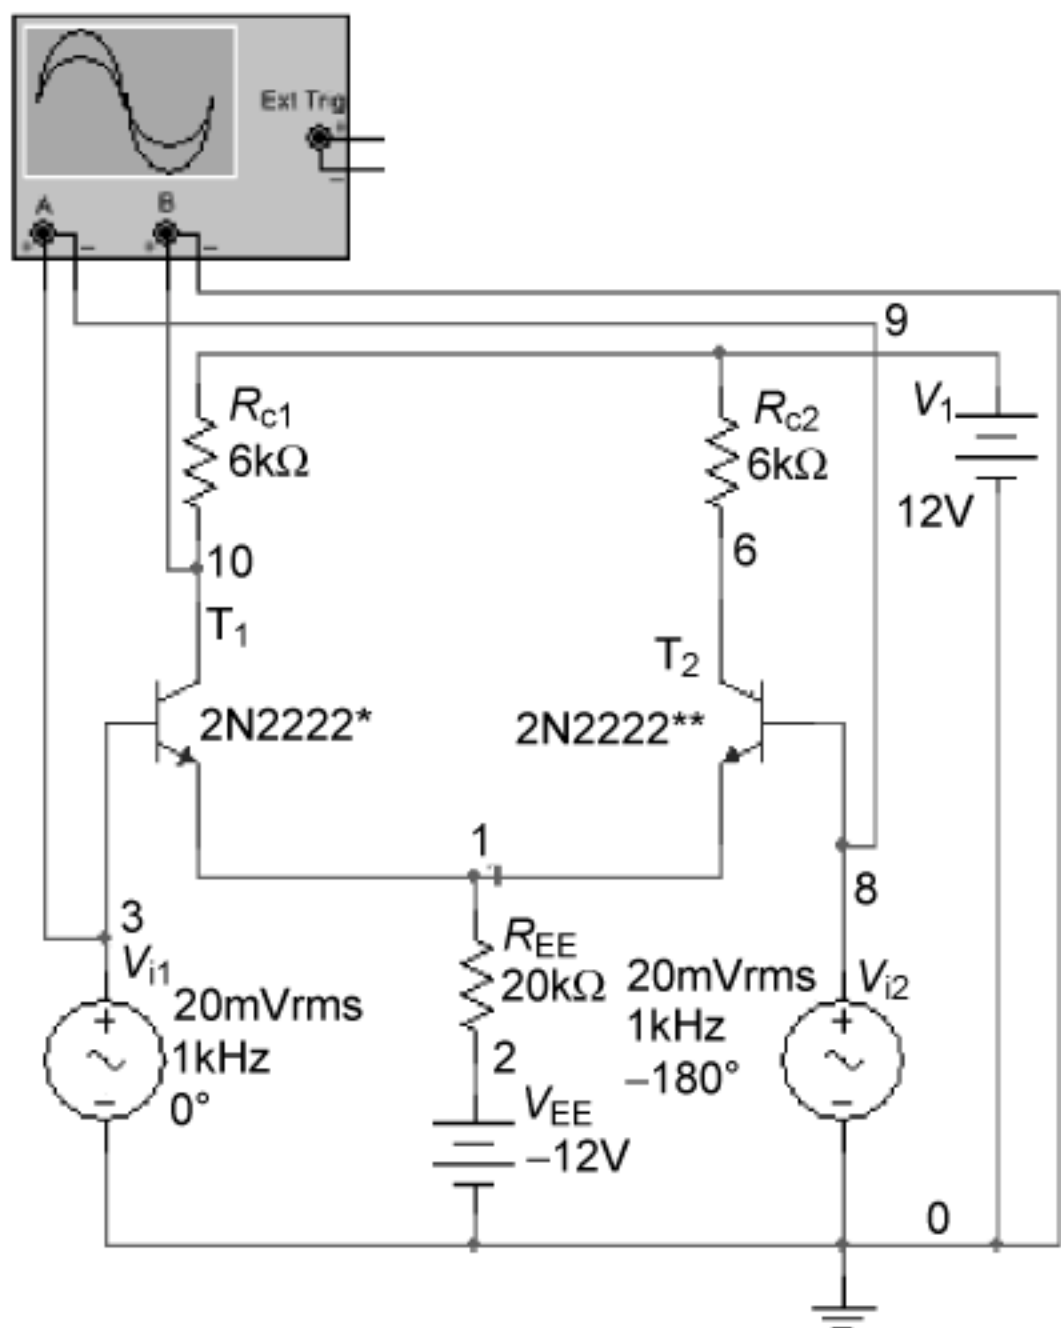 Ext Trig
+
−
A
B
+ −
+ −
9
R_c1
6kΩ
R_c2
6kΩ
V_1
12V
10
6
T_1
T_2
2N2222*
2N2222**
1
8
3
V_i1
20mVrms
1kHz
0°
+
−
R_EE
20kΩ
2
V_EE
−12V
20mVrms
1kHz
−180°
V_i2
+
−
0